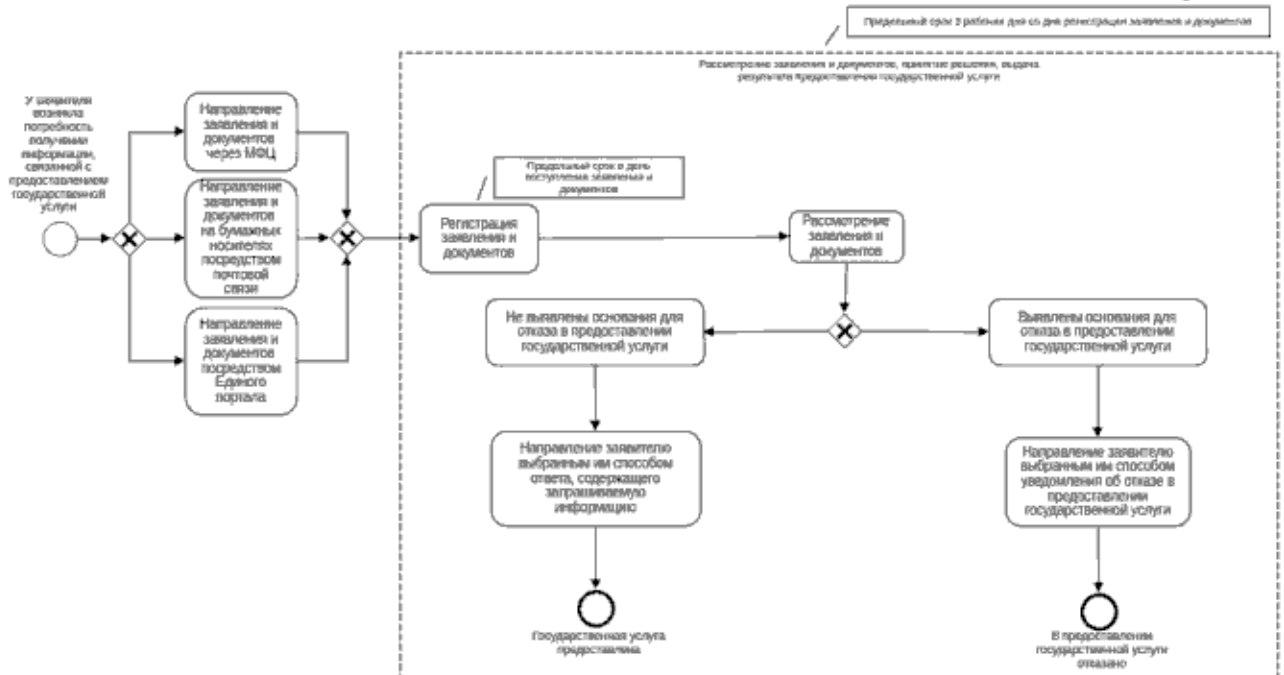 Предельный срок 3 рабочих дня со дня регистрации заявления и документов
Рассмотрение заявления и документов, принятие решения, выдача
результата предоставления государственной услуги
У заявителя
возникла
потребность
получении
информации,
связанной с
предоставлением
государственной
услуги
Направление
заявления и
документов
через МФЦ
Направление
заявления и
документов
на бумажных
носителях
посредством
почтовой
связи
Направление
заявления и
документов
посредством
Единого
портала
Предельный срок в день
поступления заявления и
документов
Регистрация
заявления и
документов
Рассмотрение
заявления и
документов
Не выявлены основания для
отказа в предоставлении
государственной услуги
Выявлены основания для
отказа в предоставлении
государственной услуги
Направление заявителю
выбранным им способом
ответа, содержащего
запрашиваемую
информацию
Направление заявителю
выбранным им способом
уведомления об отказе в
предоставлении
государственной услуги
Государственная услуга
предоставлена
В предоставлении
государственной услуги
отказано